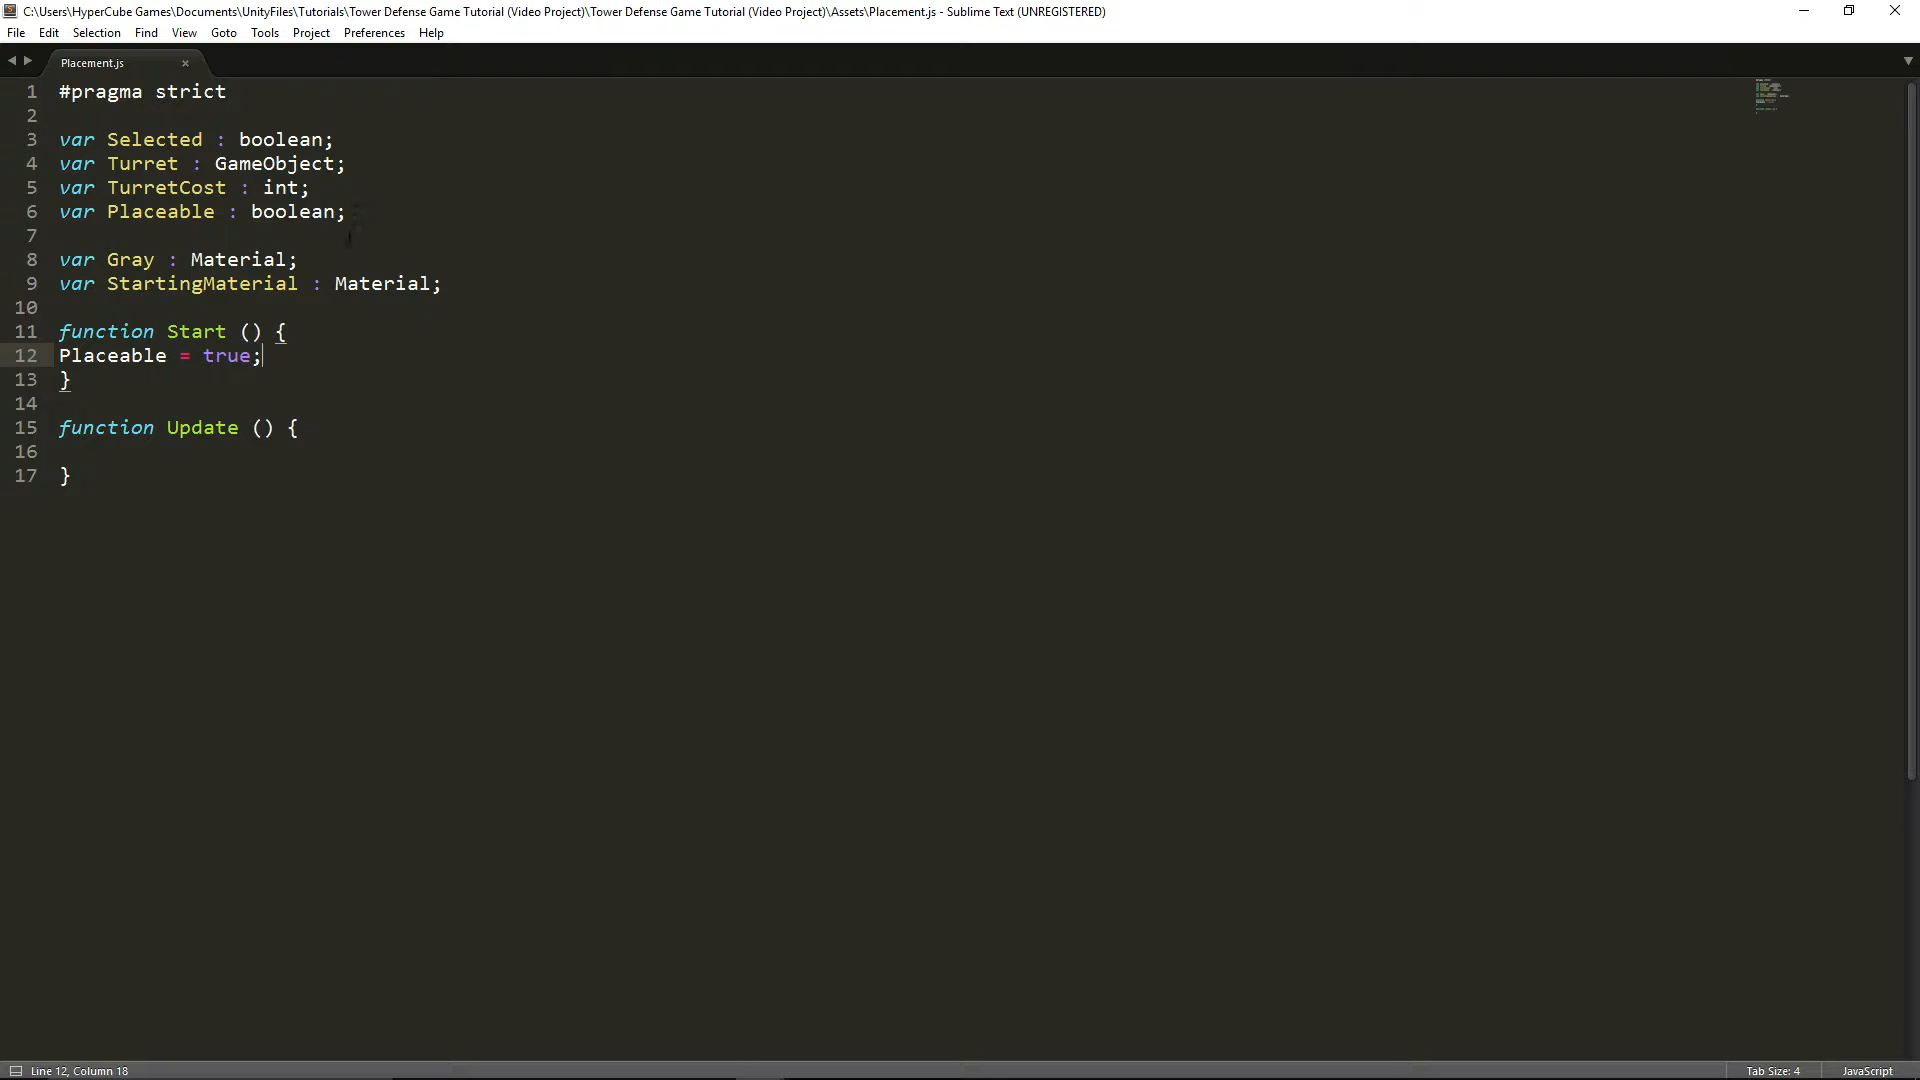 C:\Users\HyperCube Games\Documents\UnityFiles\Tutorials\Tower Defense Game Tutorial (Video Project)\Tower Defense Game Tutorial (Video Project)\Assets\Placement.js - Sublime Text (UNREGISTERED)
File Edit Selection Find View Goto Tools Project Preferences Help
Placement.js
1 #pragma strict
2
3 var Selected : boolean;
4 var Turret : GameObject;
5 var TurretCost : int;
6 var Placeable : boolean;
7
8 var Gray : Material;
9 var StartingMaterial : Material;
10
11 function Start () {
12 Placeable = true;
13 }
14
15 function Update () {
16
17 }
Line 12, Column 18 Tab Size: 4 JavaScript